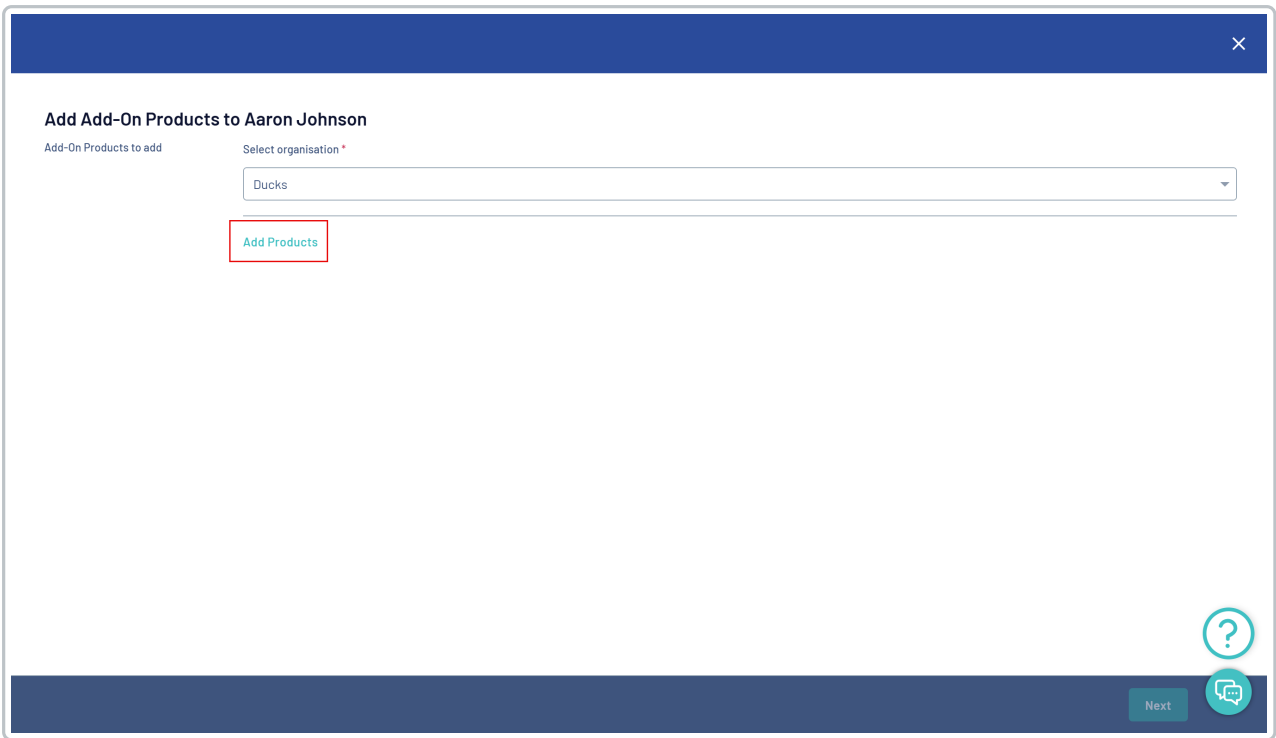 Add Add-On Products to Aaron Johnson
Add-On Products to add
Select organisation *
Ducks
Add Products
Next